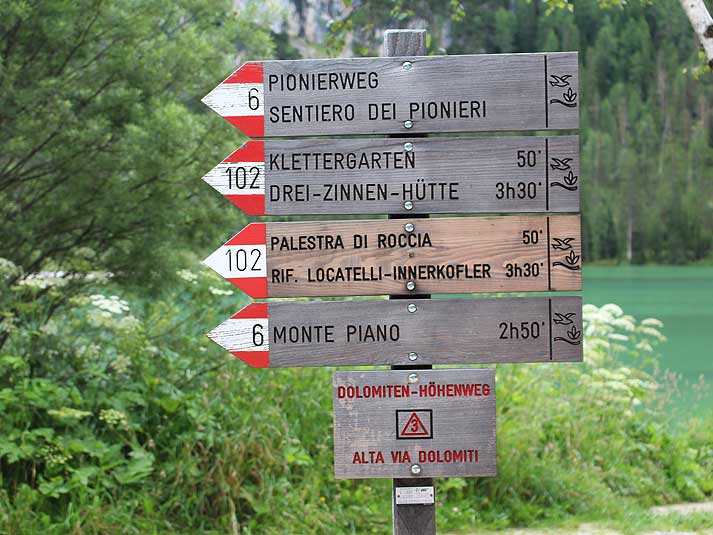 6 PIONIERWEG
SENTIERO DEI PIONIERI
102 KLETTERGARTEN 50'
DREI-ZINNEN-HÜTTE 3h30'
102 PALESTRA DI ROCCIA 50'
RIF. LOCATELLI-INNERKOFLER 3h30'
6 MONTE PIANO 2h50'
DOLOMITEN-HÖHENWEG
3
ALTA VIA DOLOMITI